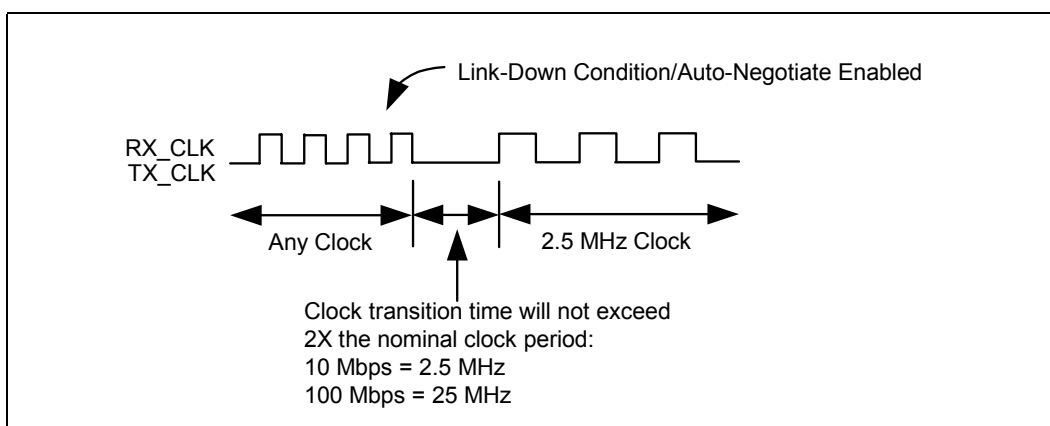 Link-Down Condition/Auto-Negotiate Enabled
RX_CLK
TX_CLK
Any Clock
2.5 MHz Clock
Clock transition time will not exceed
2X the nominal clock period:
10 Mbps = 2.5 MHz
100 Mbps = 25 MHz